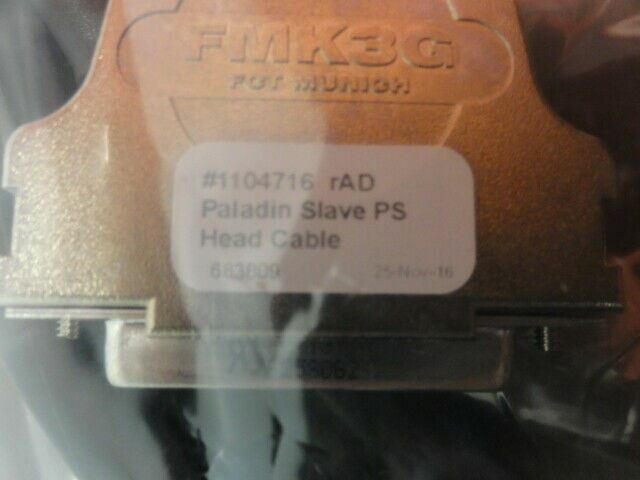 FMK3G
FCT MUNICH
#1104716 rAD
Paladin Slave PS
Head Cable
683809 25-Nov-16